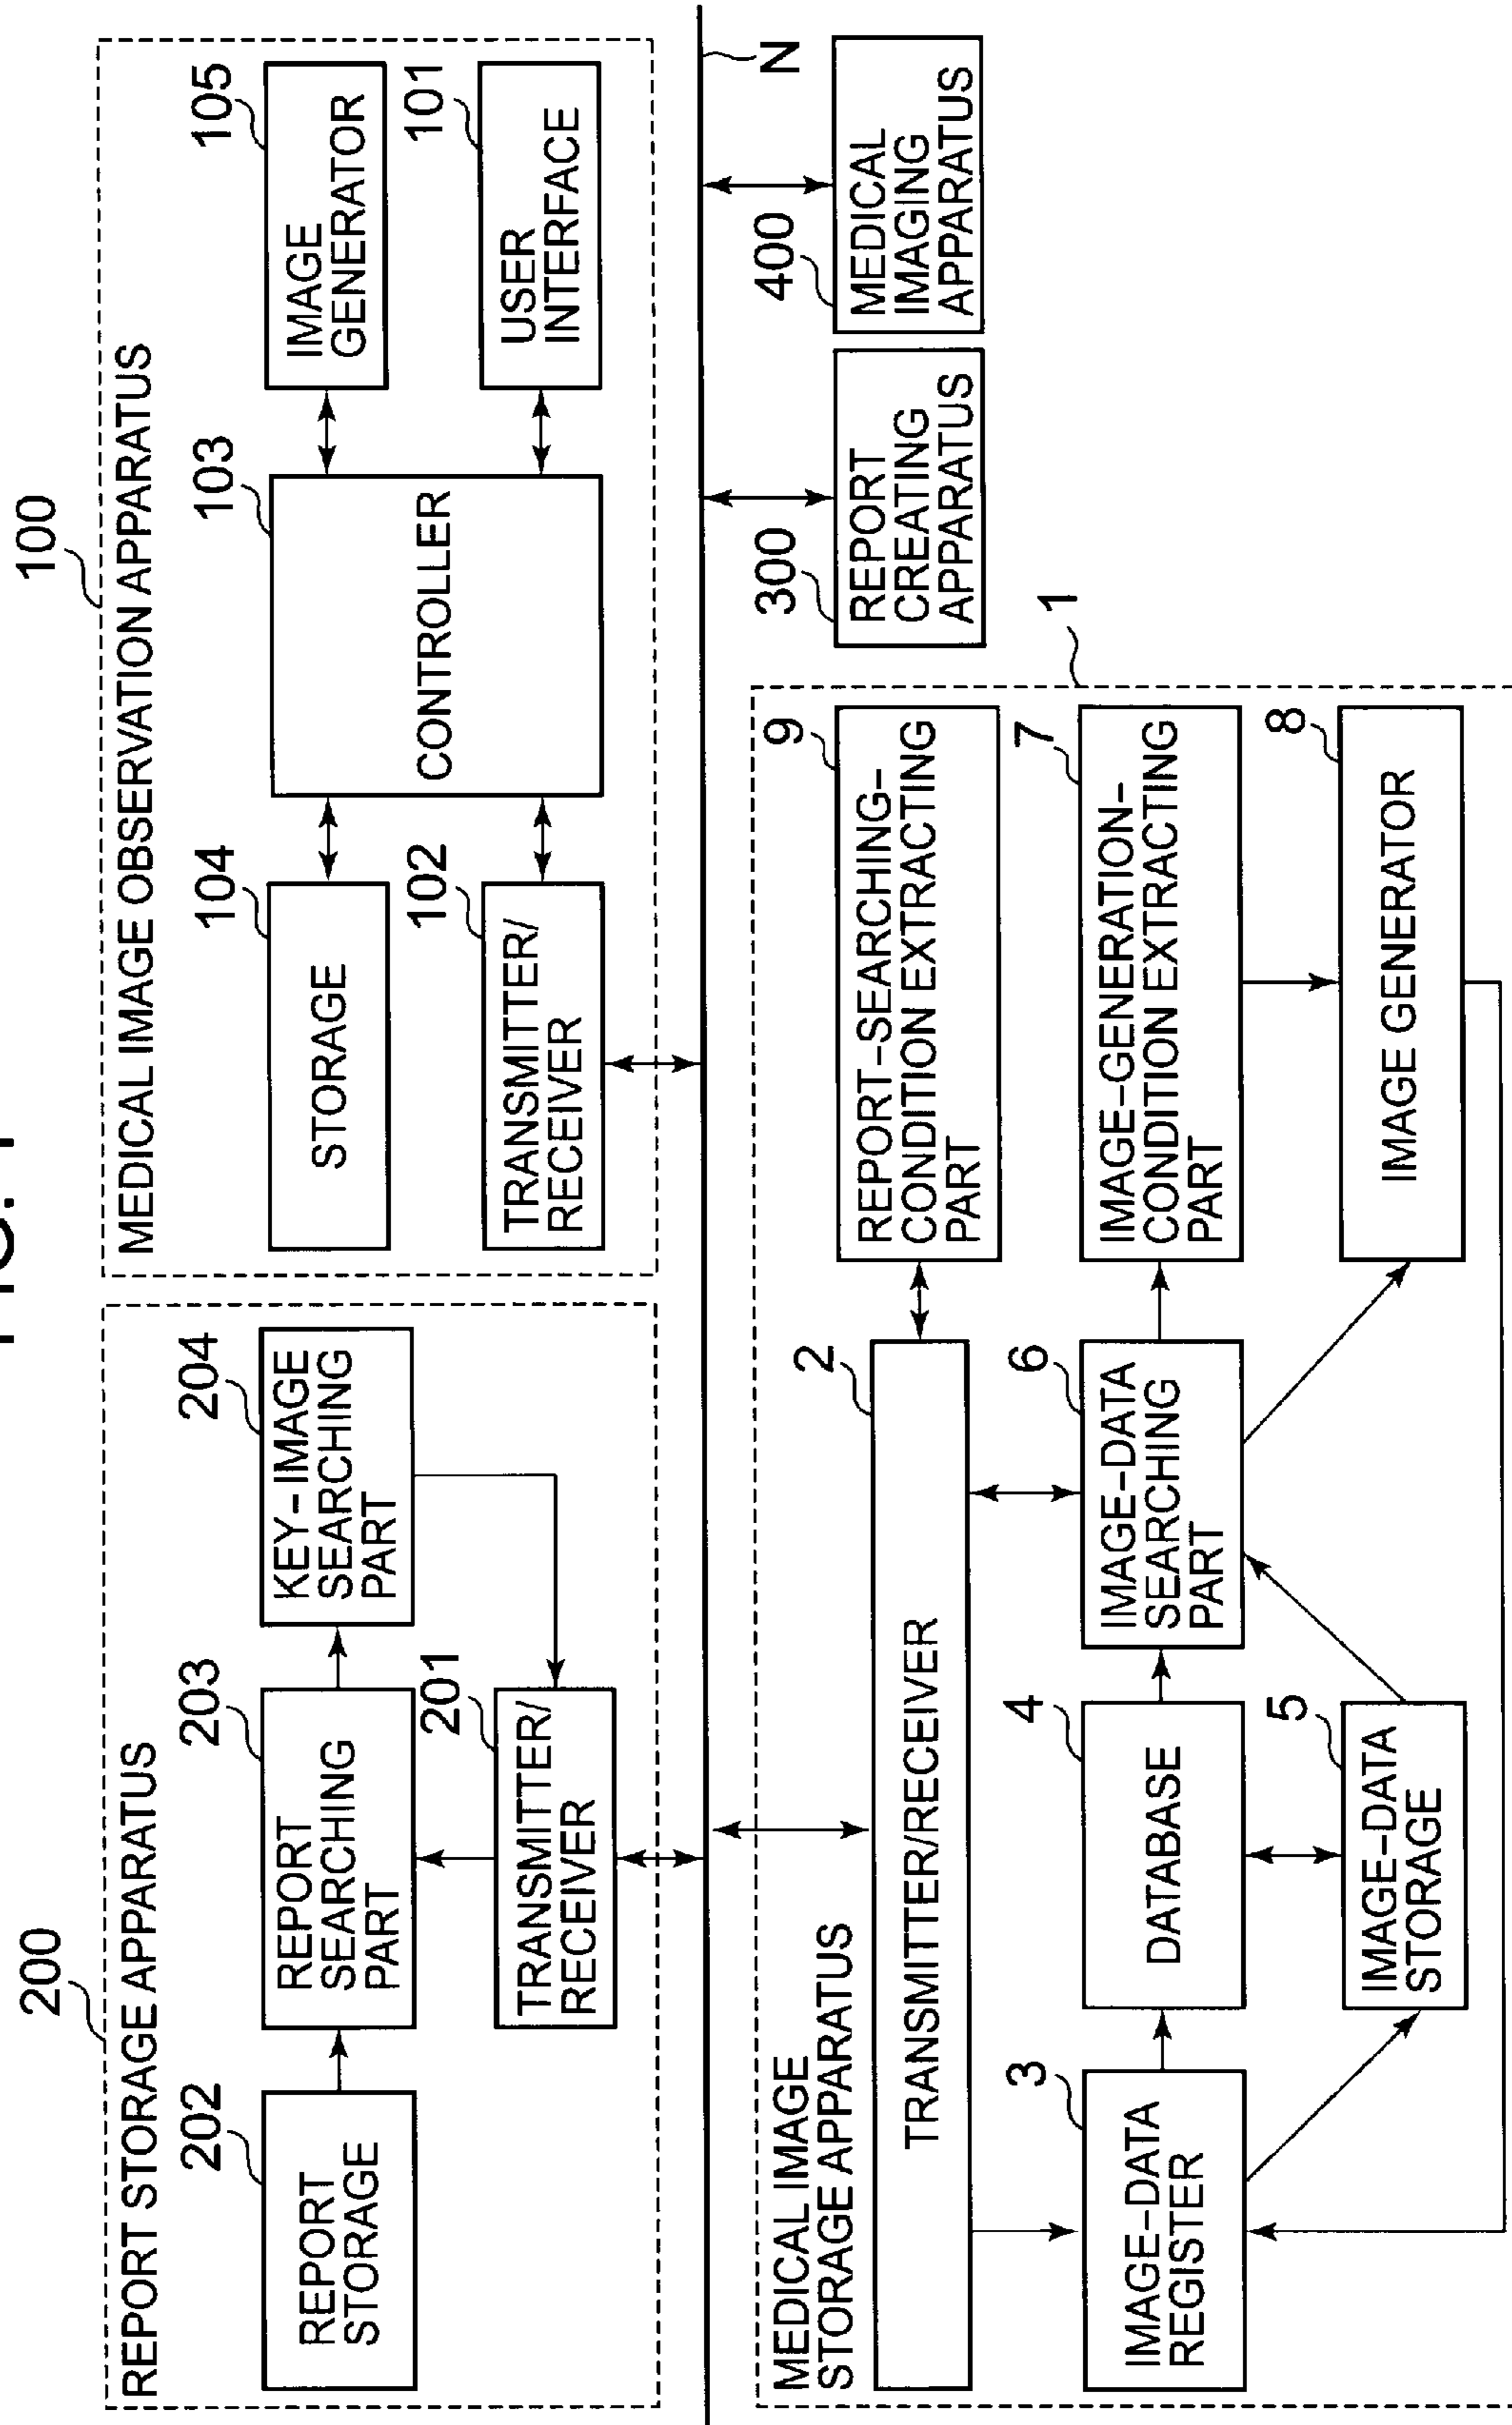 FIG. 1
200
REPORT STORAGE APPARATUS
202
REPORT
STORAGE
203
REPORT
SEARCHING
PART
204
KEY-IMAGE
SEARCHING
PART
201
TRANSMITTER/
RECEIVER
100
MEDICAL IMAGE OBSERVATION APPARATUS
104
STORAGE
102
TRANSMITTER/
RECEIVER
103
CONTROLLER
105
IMAGE
GENERATOR
101
USER
INTERFACE
N
MEDICAL IMAGE
STORAGE APPARATUS
1
2
TRANSMITTER/RECEIVER
9
REPORT-SEARCHING-
CONDITION EXTRACTING
PART
3
IMAGE-DATA
REGISTER
4
DATABASE
5
IMAGE-DATA
STORAGE
6
IMAGE-DATA
SEARCHING
PART
7
IMAGE-GENERATION-
CONDITION EXTRACTING
PART
8
IMAGE GENERATOR
300
REPORT
CREATING
APPARATUS
400
MEDICAL
IMAGING
APPARATUS